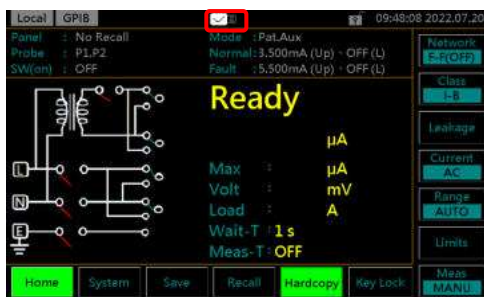 Local GPIB 09:48:08 2022.07.20
Panel : No Recall Mode :Pat.Aux
Probe : P1.P2 Normal:3.500mA (Up) - OFF (L)
SW(on) : OFF Fault :5.500mA (Up) - OFF (L)
Network
E-F(OFF)
Class
I-B
Leakage
Current
AC
Range
AUTO
Limits
Meas
MANU
Ready
µA
Max : µA
Volt : mV
Load : A
Wait-T : 1 s
Meas-T : OFF
L
N
E
Home System Save Recall Hardcopy Key Lock